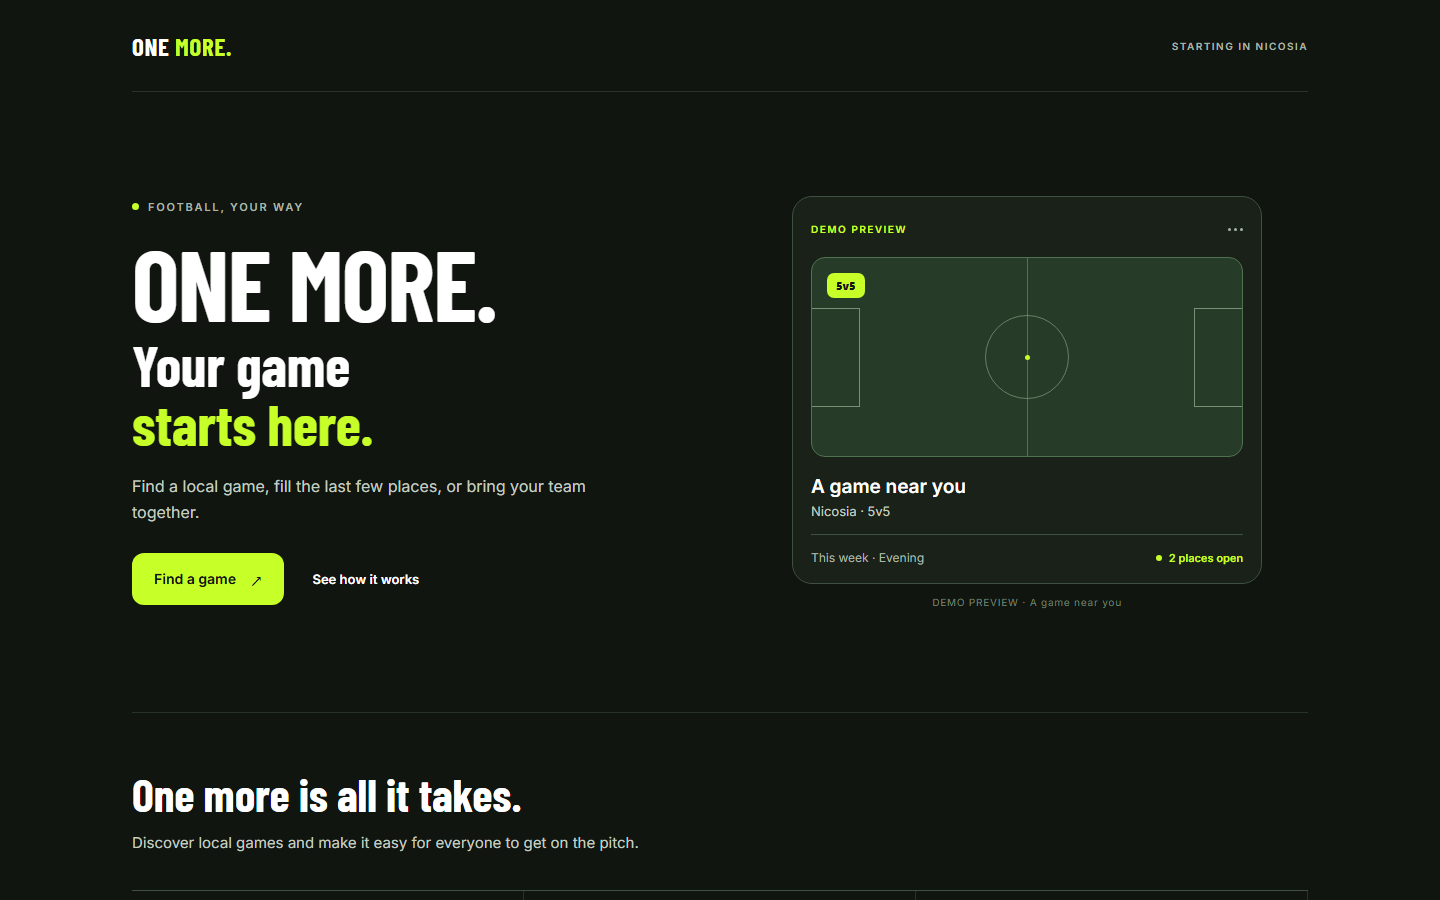 ONE MORE.
STARTING IN NICOSIA
FOOTBALL, YOUR WAY
ONE MORE.
Your game
starts here.
Find a local game, fill the last few places, or bring your team
together.
Find a game ↗
See how it works
DEMO PREVIEW
5v5
A game near you
Nicosia · 5v5
This week · Evening
2 places open
DEMO PREVIEW · A game near you
One more is all it takes.
Discover local games and make it easy for everyone to get on the pitch.